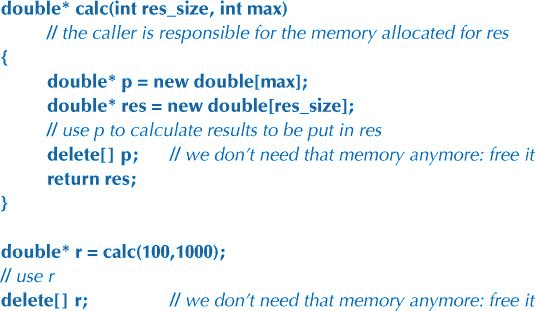 double* calc(int res_size, int max)
// the caller is responsible for the memory allocated for res
{
double* p = new double[max];
double* res = new double[res_size];
// use p to calculate results to be put in res
delete[] p; // we don't need that memory anymore: free it
return res;
}
double* r = calc(100,1000);
// use r
delete[] r; // we don't need that memory anymore: free it